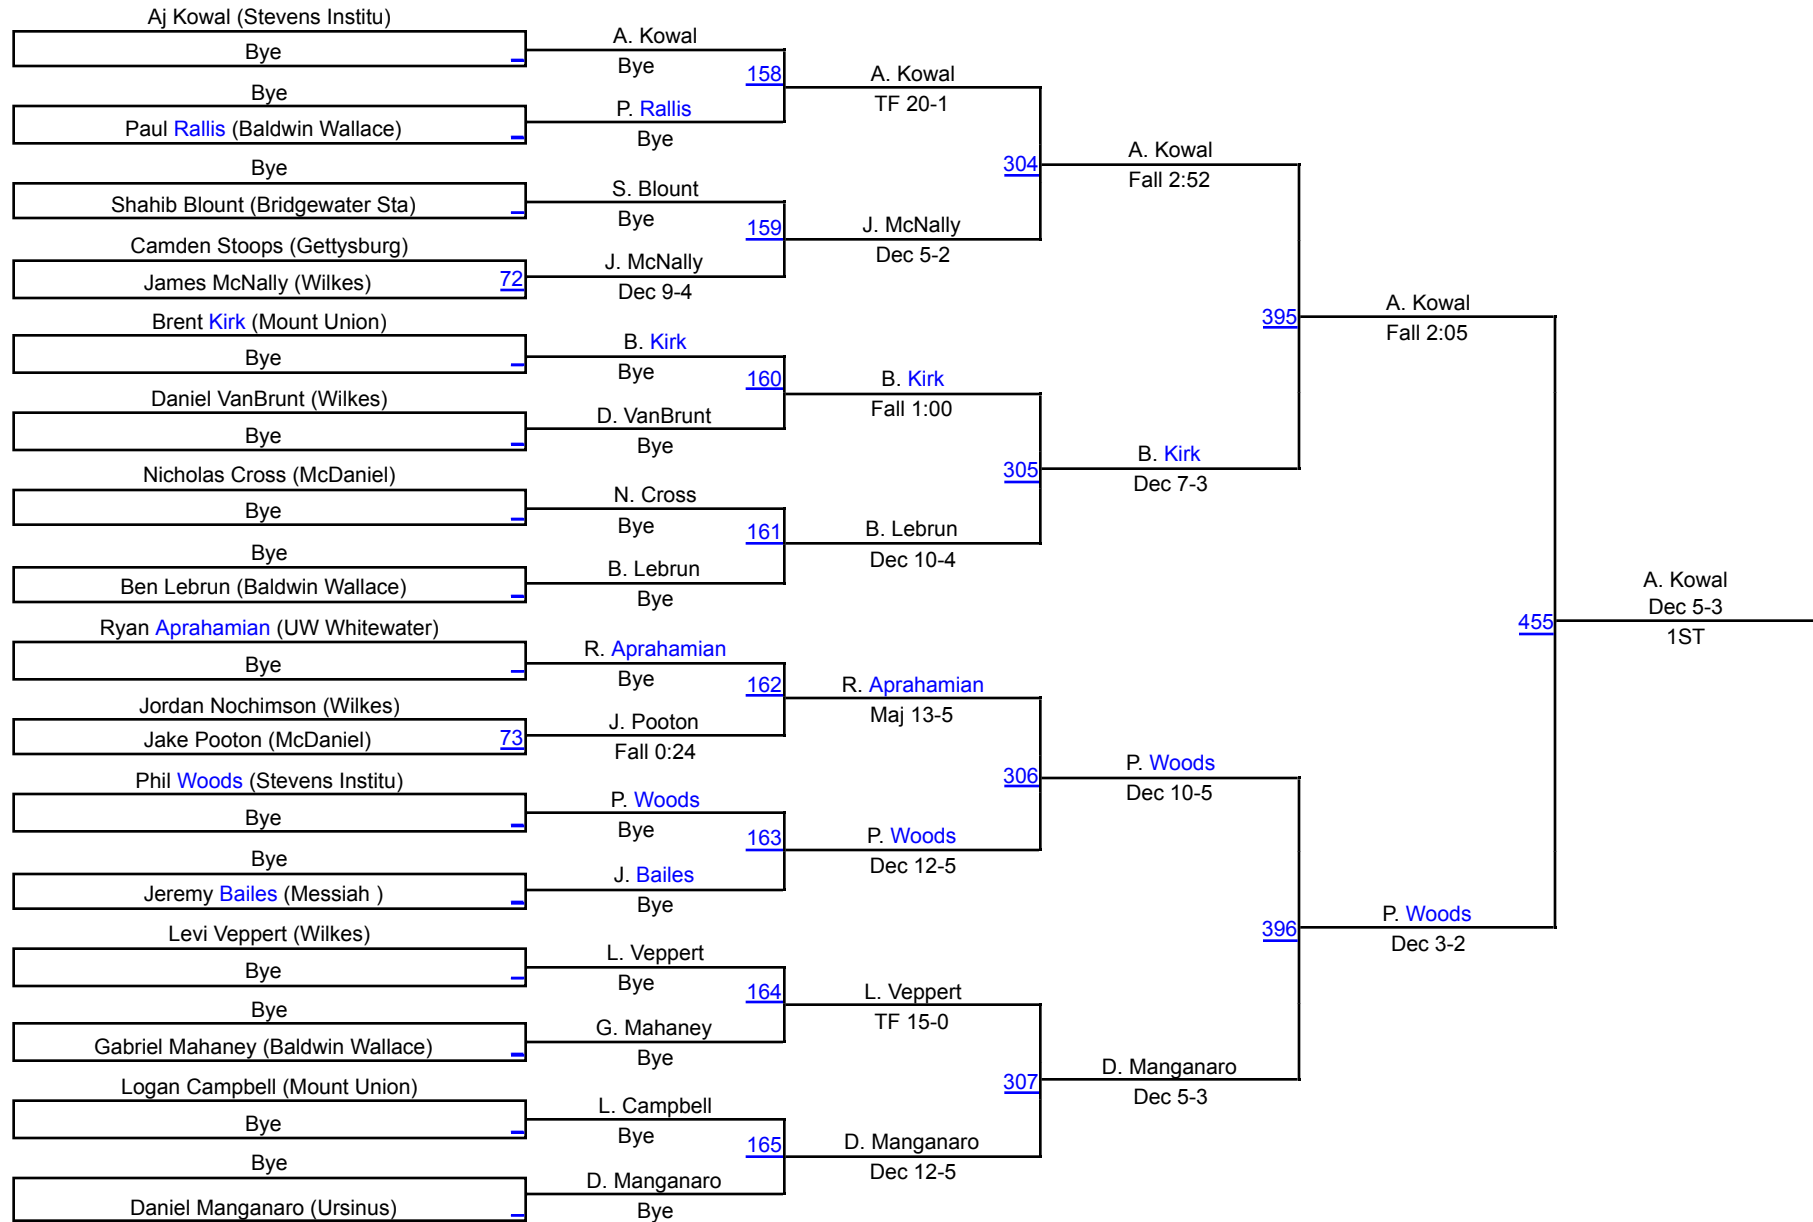 Aj Kowal (Stevens Institu)
Bye
Bye
Paul Rallis (Baldwin Wallace)
Bye
Shahib Blount (Bridgewater Sta)
Camden Stoops (Gettysburg)
James McNally (Wilkes) 72
Brent Kirk (Mount Union)
Bye
Daniel VanBrunt (Wilkes)
Bye
Nicholas Cross (McDaniel)
Bye
Bye
Ben Lebrun (Baldwin Wallace)
Ryan Aprahamian (UW Whitewater)
Bye
Jordan Nochimson (Wilkes)
Jake Pooton (McDaniel) 73
Phil Woods (Stevens Institu)
Bye
Bye
Jeremy Bailes (Messiah )
Levi Veppert (Wilkes)
Bye
Bye
Gabriel Mahaney (Baldwin Wallace)
Logan Campbell (Mount Union)
Bye
Bye
Daniel Manganaro (Ursinus)
A. Kowal
Bye
158
P. Rallis
Bye
S. Blount
Bye
159
J. McNally
Dec 9-4
B. Kirk
Bye
160
D. VanBrunt
Bye
N. Cross
Bye
161
B. Lebrun
Bye
R. Aprahamian
Bye
162
J. Pooton
Fall 0:24
P. Woods
Bye
163
J. Bailes
Bye
L. Veppert
Bye
164
G. Mahaney
Bye
L. Campbell
Bye
165
D. Manganaro
Bye
A. Kowal
TF 20-1
304
J. McNally
Dec 5-2
B. Kirk
Fall 1:00
305
B. Lebrun
Dec 10-4
R. Aprahamian
Maj 13-5
306
P. Woods
Dec 12-5
L. Veppert
TF 15-0
307
D. Manganaro
Dec 12-5
A. Kowal
Fall 2:52
395
B. Kirk
Dec 7-3
P. Woods
Dec 10-5
396
D. Manganaro
Dec 5-3
A. Kowal
Fall 2:05
455
P. Woods
Dec 3-2
A. Kowal
Dec 5-3
1ST